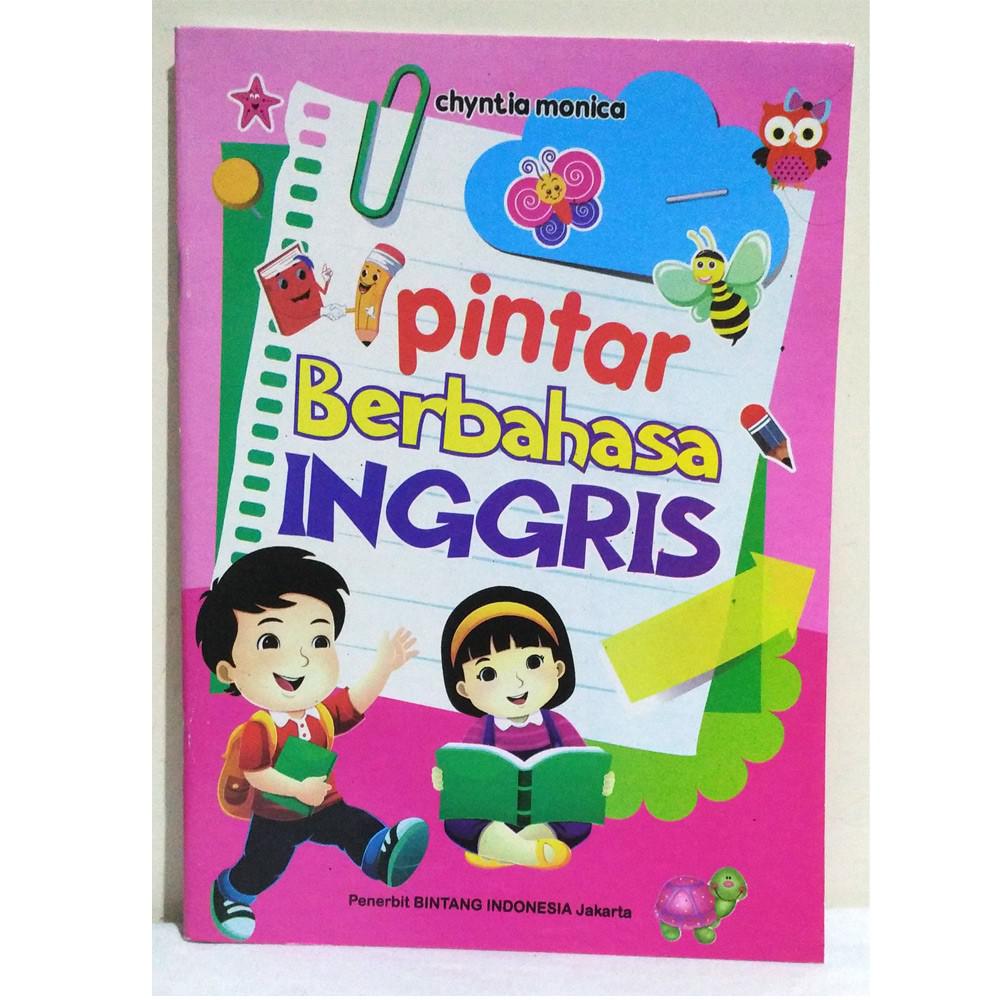 chyntia monica
pintar
Berbahasa
INGGRIS
Penerbit BINTANG INDONESIA Jakarta